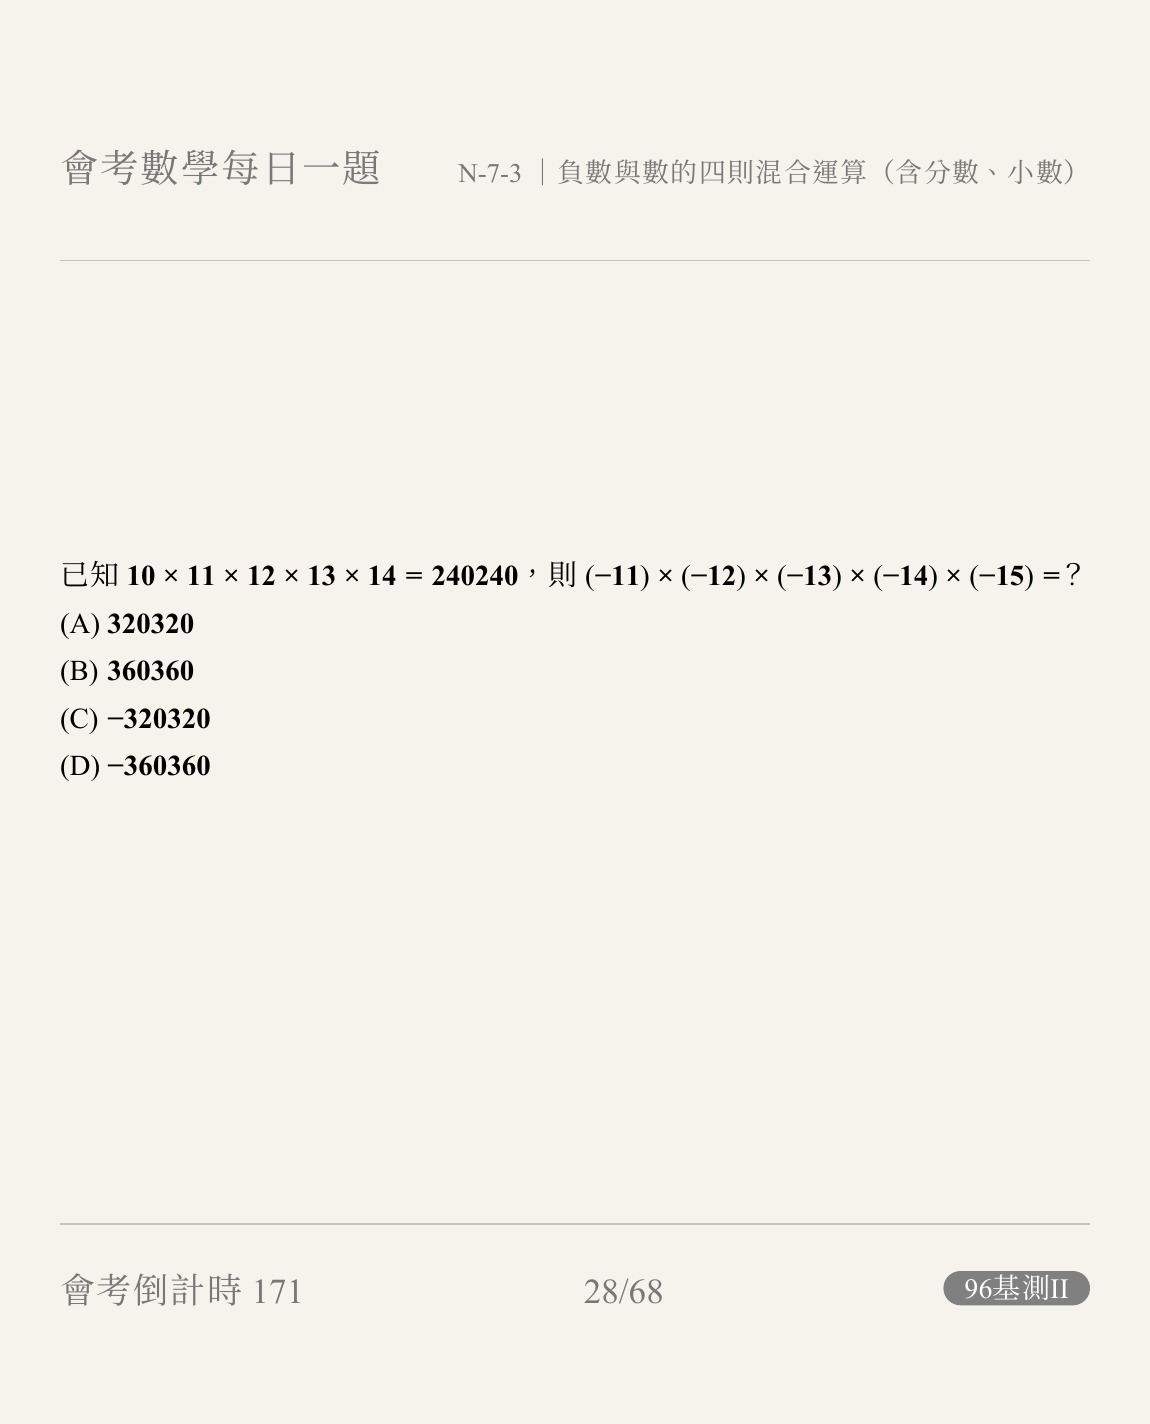 會考數學每日一題
N-7-3｜負數與數的四則混合運算（含分數、小數）
已知 10 × 11 × 12 × 13 × 14 = 240240，則 (−11) × (−12) × (−13) × (−14) × (−15) =？
(A) 320320
(B) 360360
(C) −320320
(D) −360360
會考倒計時 171
28/68
96基測II